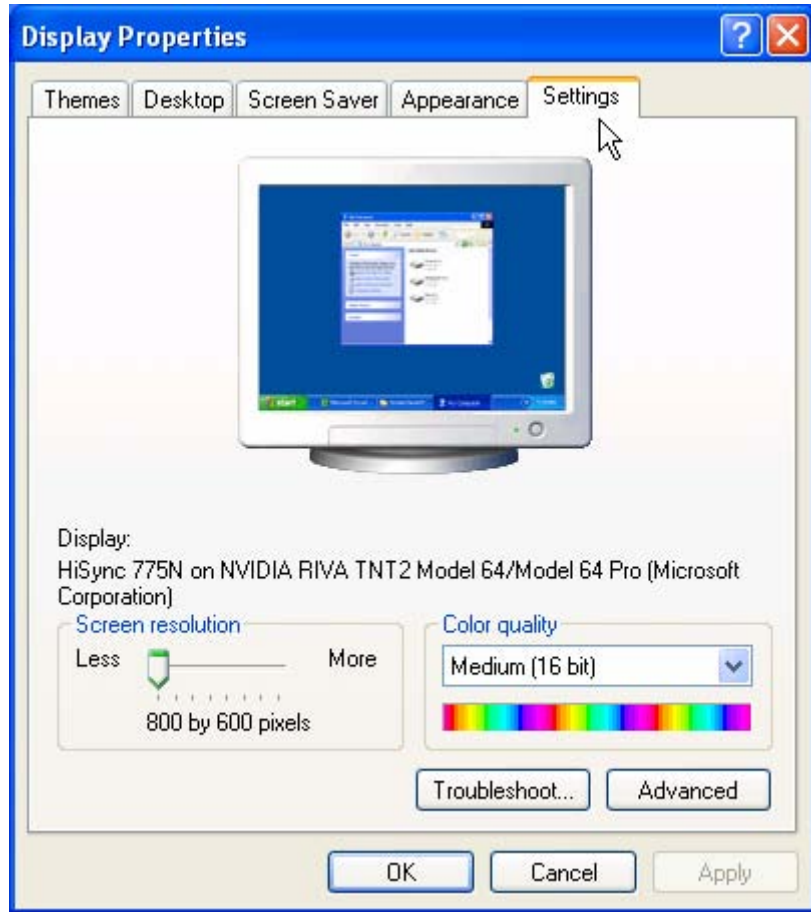 Display Properties
?
Themes Desktop Screen Saver Appearance Settings
start
Display:
HiSync 775N on NVIDIA RIVA TNT2 Model 64/Model 64 Pro (Microsoft
Corporation)
Screen resolution
Less More
800 by 600 pixels
Color quality
Medium (16 bit)
Troubleshoot... Advanced
OK Cancel Apply